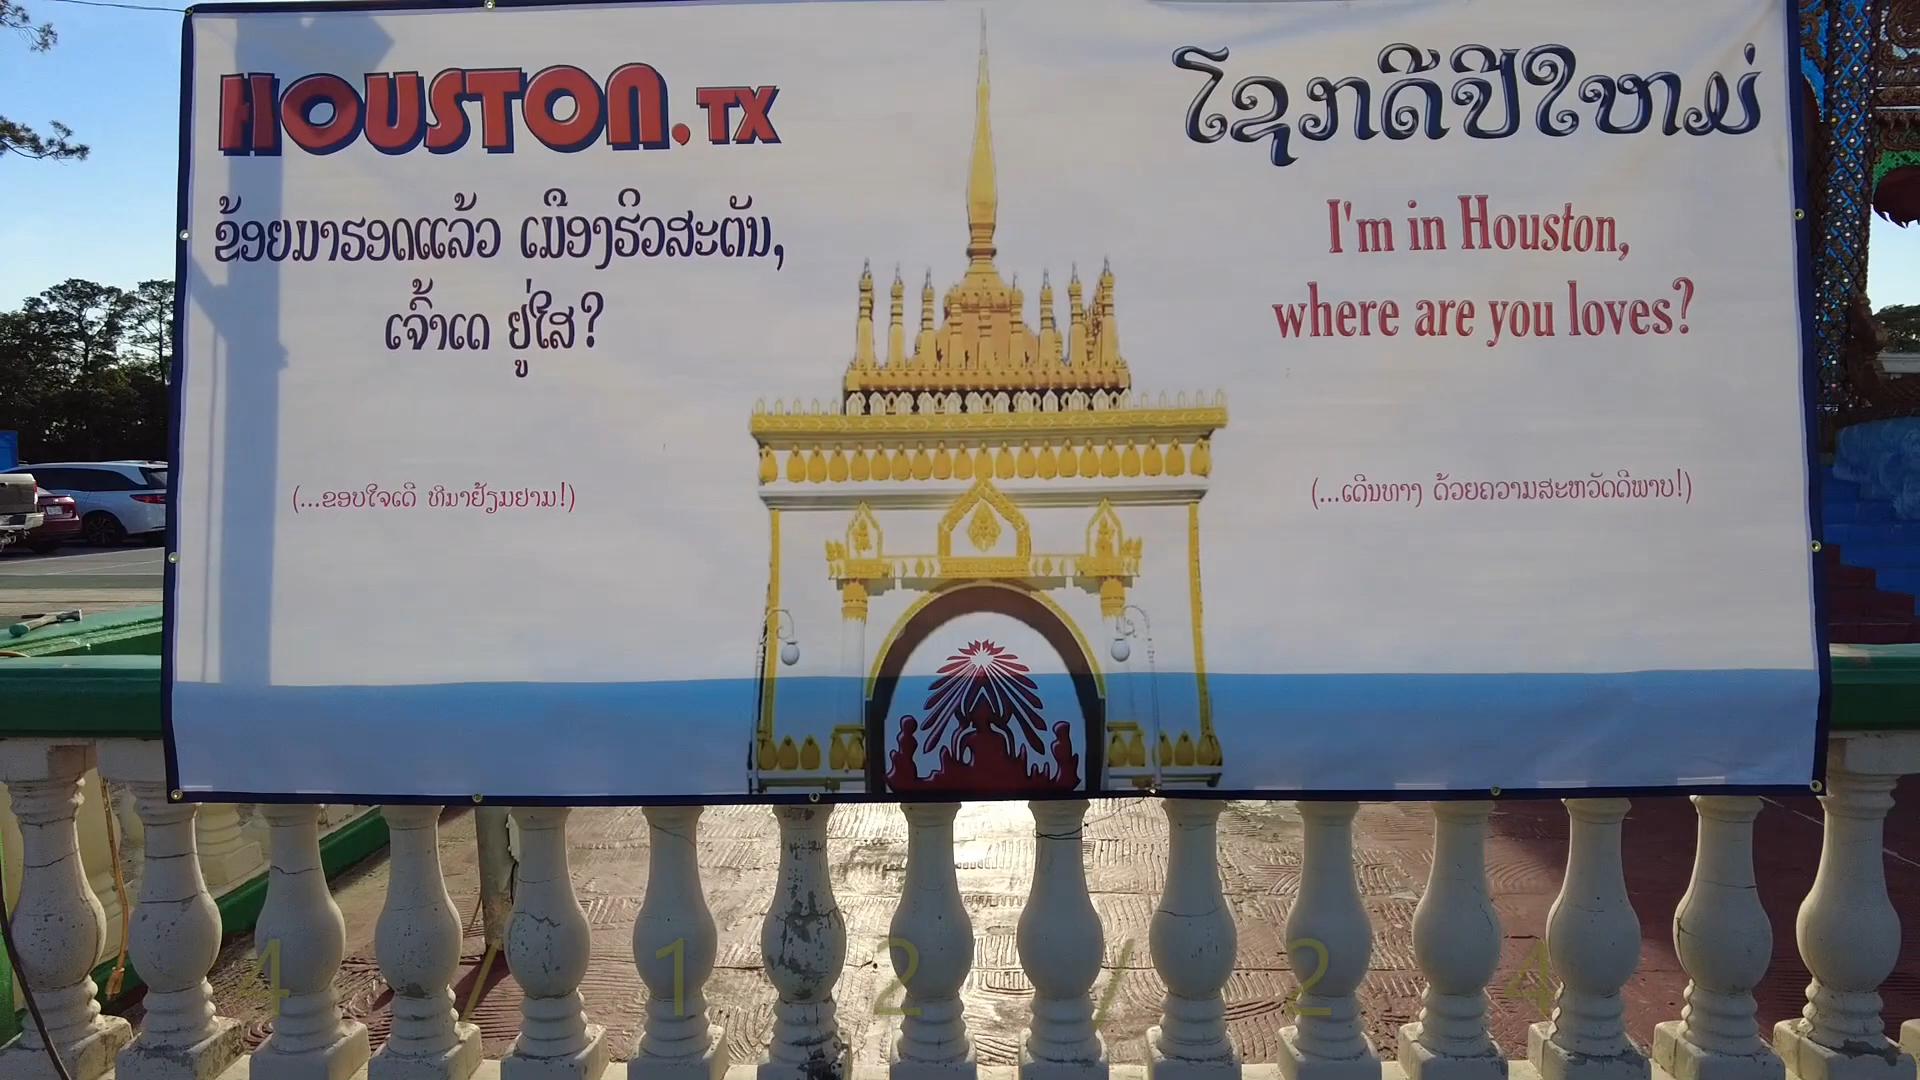 HOUSTON.TX
ຂ້ອຍມາຮອດແລ້ວ ເມືອງຮິວສະຕັນ,
ເຈົ້າເດ ຢູ່ໃສ?
(...ຂອບໃຈເດີ ທີມາຢ້ຽມຢາມ!)
ໂຊກດີປີໃຫມ່
I'm in Houston,
where are you loves?
(...ເດີນທາງ ດ້ວຍຄວາມສະຫວັດດີພາບ!)
4/12/24